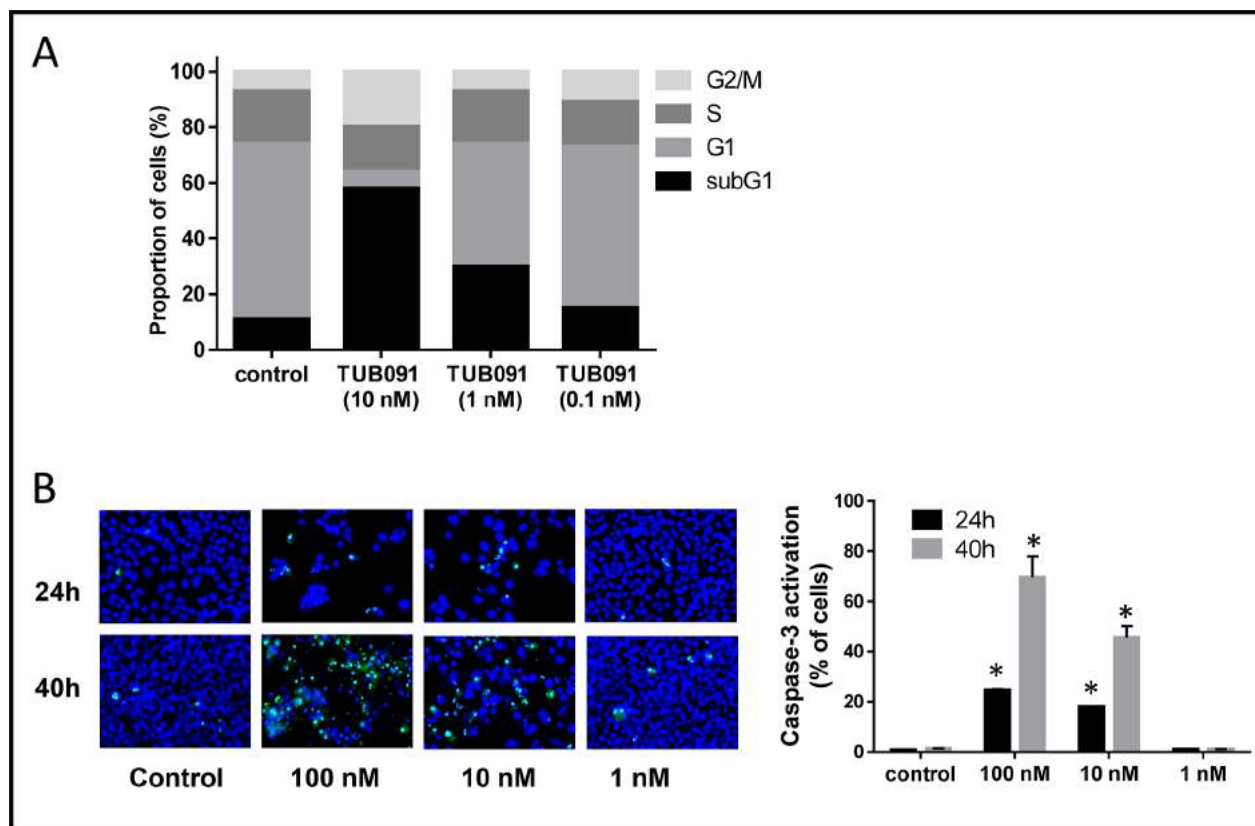 A
Proportion of cells (%)
100
80
60
40
20
0
control
TUB091
(10 nM)
TUB091
(1 nM)
TUB091
(0.1 nM)
G2/M
S
G1
subG1
B
24h
40h
Control
100 nM
10 nM
1 nM
Caspase-3 activation
(% of cells)
100
80
60
40
20
0
24h
40h
*
*
*
*
control
100 nM
10 nM
1 nM